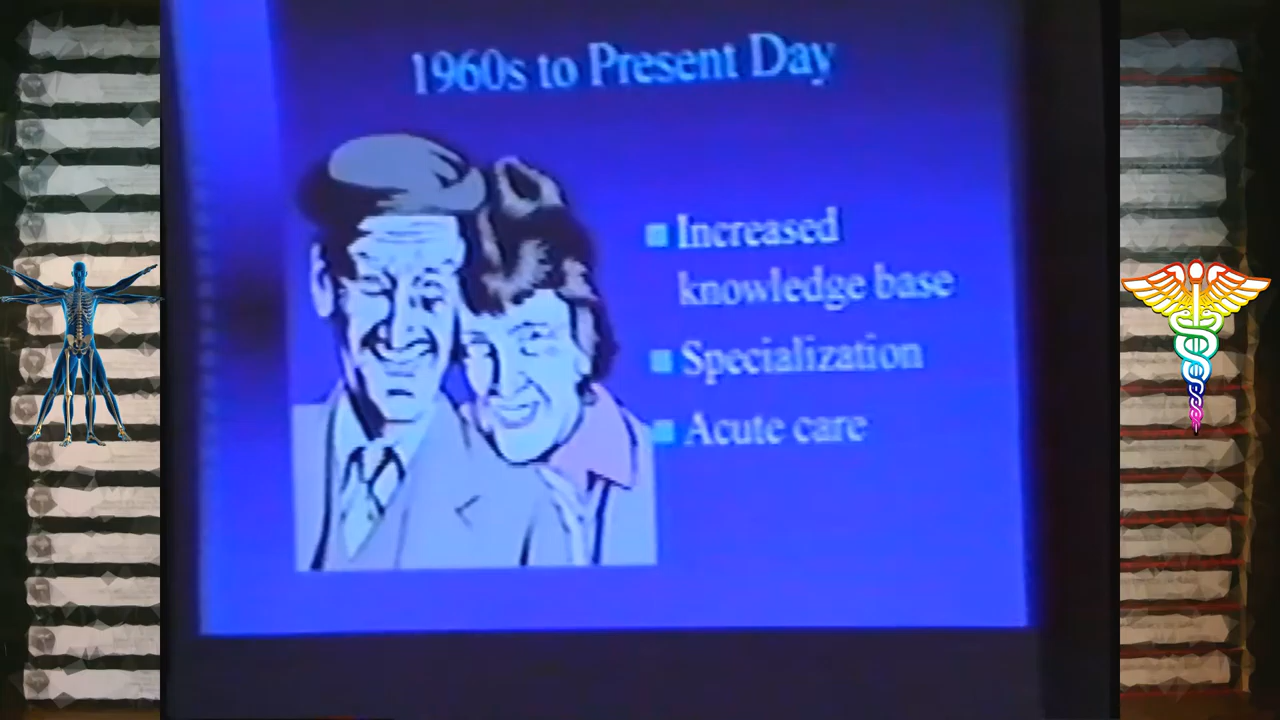 1960s to Present Day
Increased
knowledge base
Specialization
Acute care